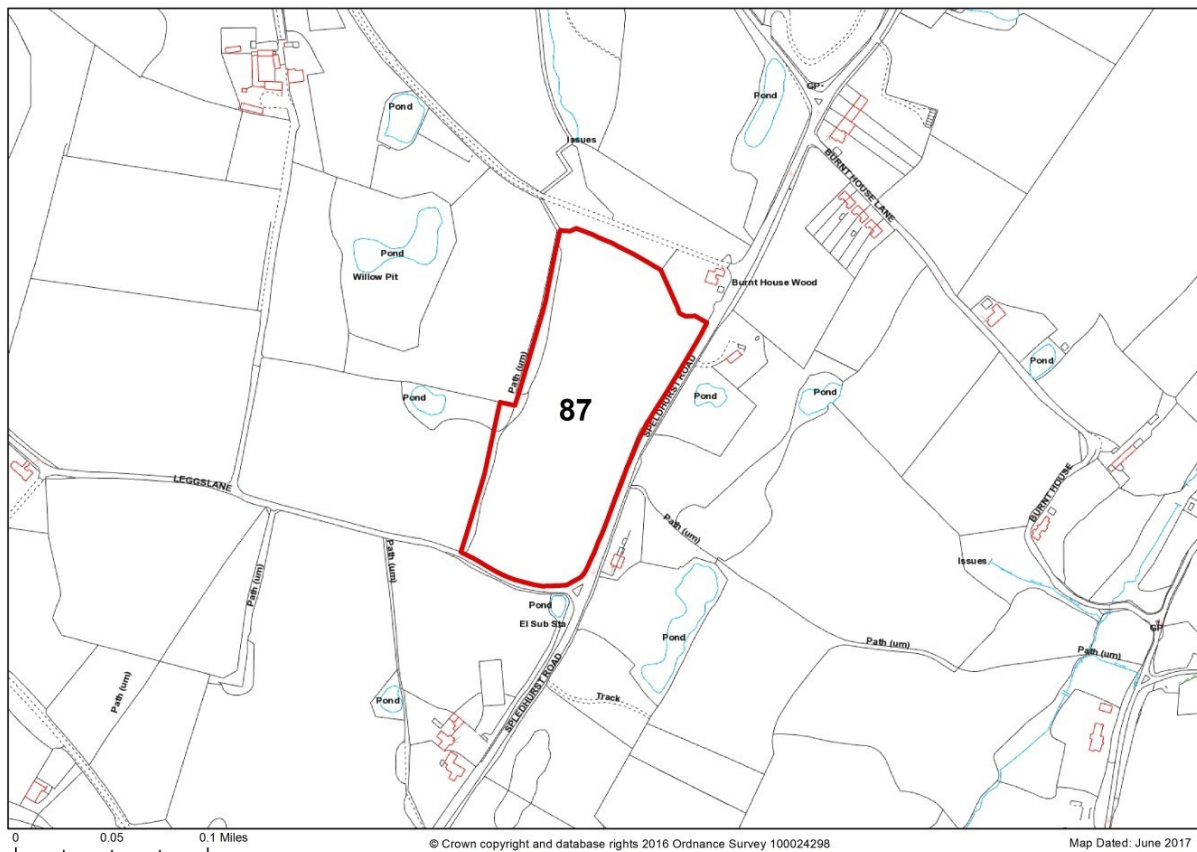 GP
Pond
Pond
Issues
BURNT HOUSE LANE
Pond
Willow Pit
Burnt House Wood
Path (um)
SPELDHURST ROAD
Pond
Pond
Pond
Pond
87
LEGGSLANE
BURNT HOUSE
Path (um)
Path (um)
Path (um)
Issues
Pond
El Sub Sta
Pond
GP
Path (um)
Path (um)
Path (um)
SPLEDHURST ROAD
Pond
Track
0 0.05 0.1 Miles
© Crown copyright and database rights 2016 Ordnance Survey 100024298
Map Dated: June 2017